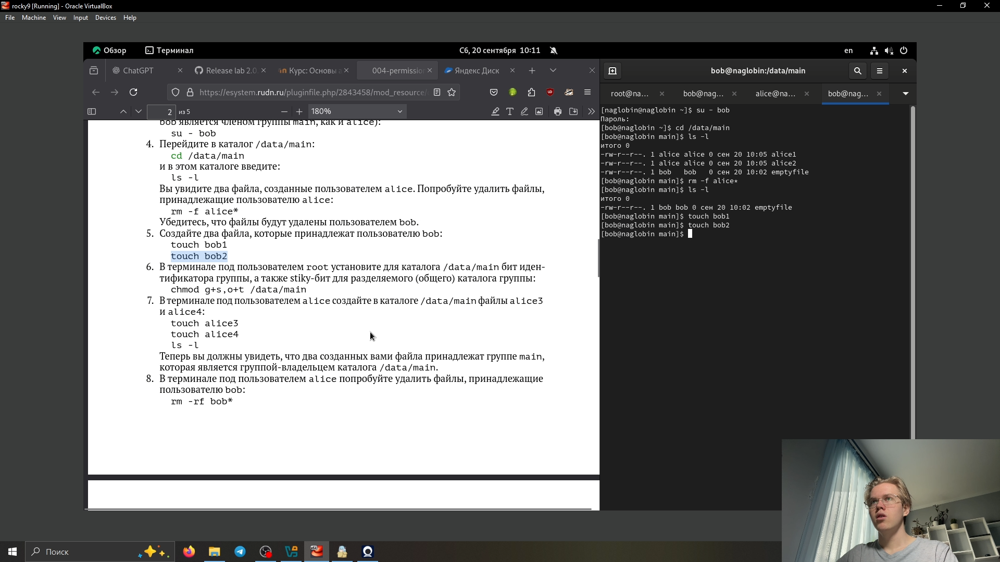 rocky9 [Running] - Oracle VirtualBox
File Machine View Input Devices Help
Обзор Терминал Сб, 20 сентября 10:11 en
ChatGPT Release lab 2.0. Курс: Основы а 004-permissio Яндекс Диск
bob@naglobin:/data/main
https://esystem.rudn.ru/pluginfile.php/2843458/mod_resource/
root@na... bob@nag... alice@na... bob@nag...
2 из 5 180%
bob является членом группы main, как и alice):
su - bob
4. Перейдите в каталог /data/main:
cd /data/main
и в этом каталоге введите:
ls -l
Вы увидите два файла, созданные пользователем alice. Попробуйте удалить файлы,
принадлежащие пользователю alice:
rm -f alice*
Убедитесь, что файлы будут удалены пользователем bob.
5. Создайте два файла, которые принадлежат пользователю bob:
touch bob1
touch bob2
6. В терминале под пользователем root установите для каталога /data/main бит иден-
тификатора группы, а также stiky-бит для разделяемого (общего) каталога группы:
chmod g+s,o+t /data/main
7. В терминале под пользователем alice создайте в каталоге /data/main файлы alice3
и alice4:
touch alice3
touch alice4
ls -l
Теперь вы должны увидеть, что два созданных вами файла принадлежат группе main,
которая является группой-владельцем каталога /data/main.
8. В терминале под пользователем alice попробуйте удалить файлы, принадлежащие
пользователю bob:
rm -rf bob*
[naglobin@naglobin ~]$ su - bob
Пароль:
[bob@naglobin ~]$ cd /data/main
[bob@naglobin main]$ ls -l
итого 0
-rw-r--r--. 1 alice alice 0 сен 20 10:05 alice1
-rw-r--r--. 1 alice alice 0 сен 20 10:05 alice2
-rw-r--r--. 1 bob   bob   0 сен 20 10:02 emptyfile
[bob@naglobin main]$ rm -f alice*
[bob@naglobin main]$ ls -l
итого 0
-rw-r--r--. 1 bob bob 0 сен 20 10:02 emptyfile
[bob@naglobin main]$ touch bob1
[bob@naglobin main]$ touch bob2
[bob@naglobin main]$
Поиск